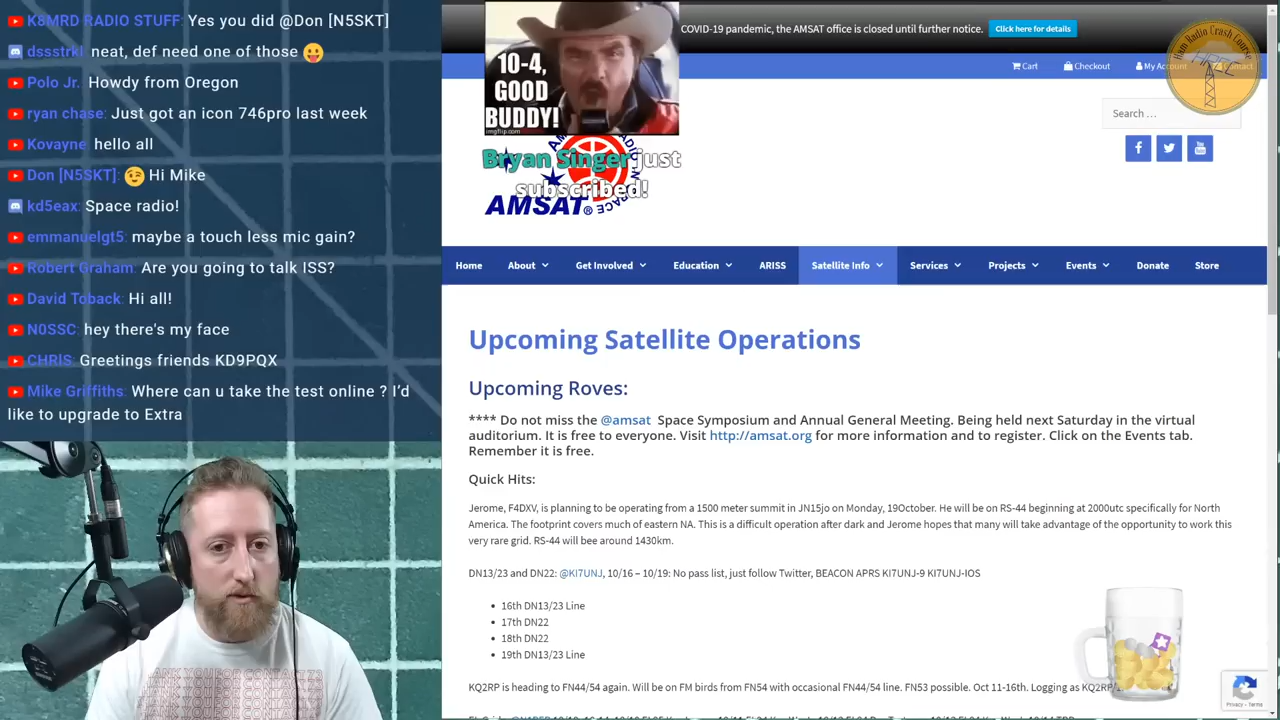 K8MRD RADIO STUFF: Yes you did @Don [N5SKT]
dssstrkl: neat, def need one of those
Polo Jr.: Howdy from Oregon
ryan chase: Just got an icon 746pro last week
Kovayne: hello all
Don [N5SKT]: Hi Mike
kd5eax: Space radio!
emmanuelgt5: maybe a touch less mic gain?
Robert Graham: Are you going to talk ISS?
David Toback: Hi all!
N0SSC: hey there's my face
CHRIS: Greetings friends KD9PQX
Mike Griffiths: Where can u take the test online ? I'd
like to upgrade to Extra
COVID-19 pandemic, the AMSAT office is closed until further notice. Click here for details
Cart Checkout My Account Contact
Ham Radio Crash Course
10-4,
GOOD
BUDDY!
imgflip.com
Bryan Singer just
subscribed!
AMSAT®
Search …
Home About Get Involved Education ARISS Satellite Info Services Projects Events Donate Store
Upcoming Satellite Operations
Upcoming Roves:
**** Do not miss the @amsat Space Symposium and Annual General Meeting. Being held next Saturday in the virtual
auditorium. It is free to everyone. Visit http://amsat.org for more information and to register. Click on the Events tab.
Remember it is free.
Quick Hits:
Jerome, F4DXV, is planning to be operating from a 1500 meter summit in JN15jo on Monday, 19October. He will be on RS-44 beginning at 2000utc specifically for North
America. The footprint covers much of eastern NA. This is a difficult operation after dark and Jerome hopes that many will take advantage of the opportunity to work this
very rare grid. RS-44 will bee around 1430km.
DN13/23 and DN22: @KI7UNJ, 10/16 – 10/19: No pass list, just follow Twitter, BEACON APRS KI7UNJ-9 KI7UNJ-IOS
• 16th DN13/23 Line
• 17th DN22
• 18th DN22
• 19th DN13/23 Line
KQ2RP is heading to FN44/54 again. Will be on FM birds from FN54 with occasional FN44/54 line. FN53 possible. Oct 11-16th. Logging as KQ2RP/
Privacy - Terms